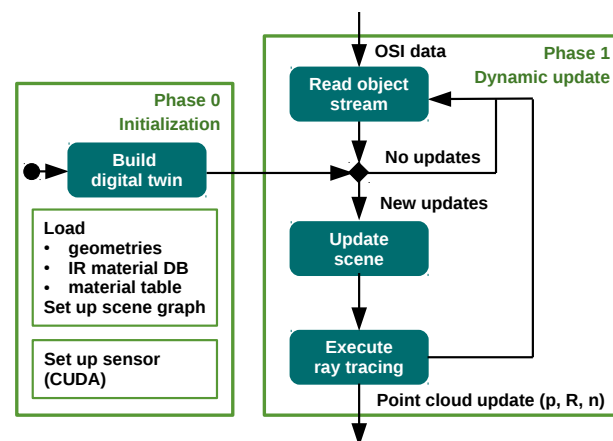 Phase 0
Initialization
Build
digital twin
Load
• geometries
• IR material DB
• material table
Set up scene graph
Set up sensor
(CUDA)
OSI data
Phase 1
Dynamic update
Read object
stream
No updates
New updates
Update
scene
Execute
ray tracing
Point cloud update (p, R, n)